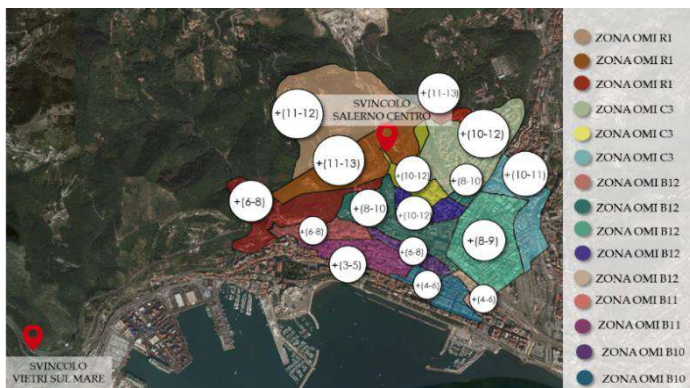 +(11-13)
SVINCOLO
SALERNO CENTRO
+(11-12)
+(10-12)
+(11-13)
+(10-12)
+(8-10)
+(10-11)
+(6-8)
+(8-10)
+(10-12)
+(6-8)
+(8-9)
+(6-8)
+(3-5)
+(4-6)
+(4-6)
SVINCOLO
VIETRI SUL MARE
ZONA OMI R1
ZONA OMI R1
ZONA OMI R1
ZONA OMI C3
ZONA OMI C3
ZONA OMI C3
ZONA OMI B12
ZONA OMI B12
ZONA OMI B12
ZONA OMI B12
ZONA OMI B12
ZONA OMI B11
ZONA OMI B11
ZONA OMI B10
ZONA OMI B10